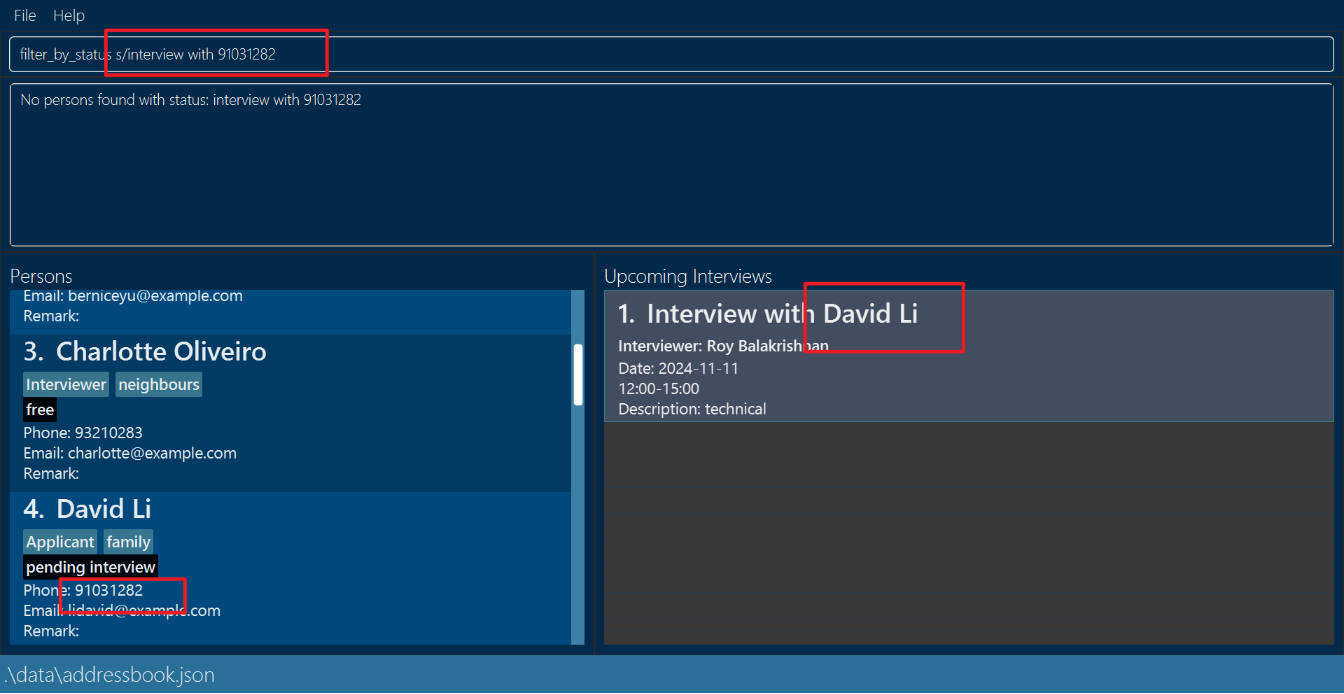 File Help
filter_by_status s/interview with 91031282
No persons found with status: interview with 91031282
Persons
Email: berniceyu@example.com
Remark:
3. Charlotte Oliveiro
Interviewer neighbours
free
Phone: 93210283
Email: charlotte@example.com
Remark:
4. David Li
Applicant family
pending interview
Phone: 91031282
Email: lidavid@example.com
Remark:
Upcoming Interviews
1. Interview with David Li
Interviewer: Roy Balakrishnan
Date: 2024-11-11
12:00-15:00
Description: technical
.\data\addressbook.json